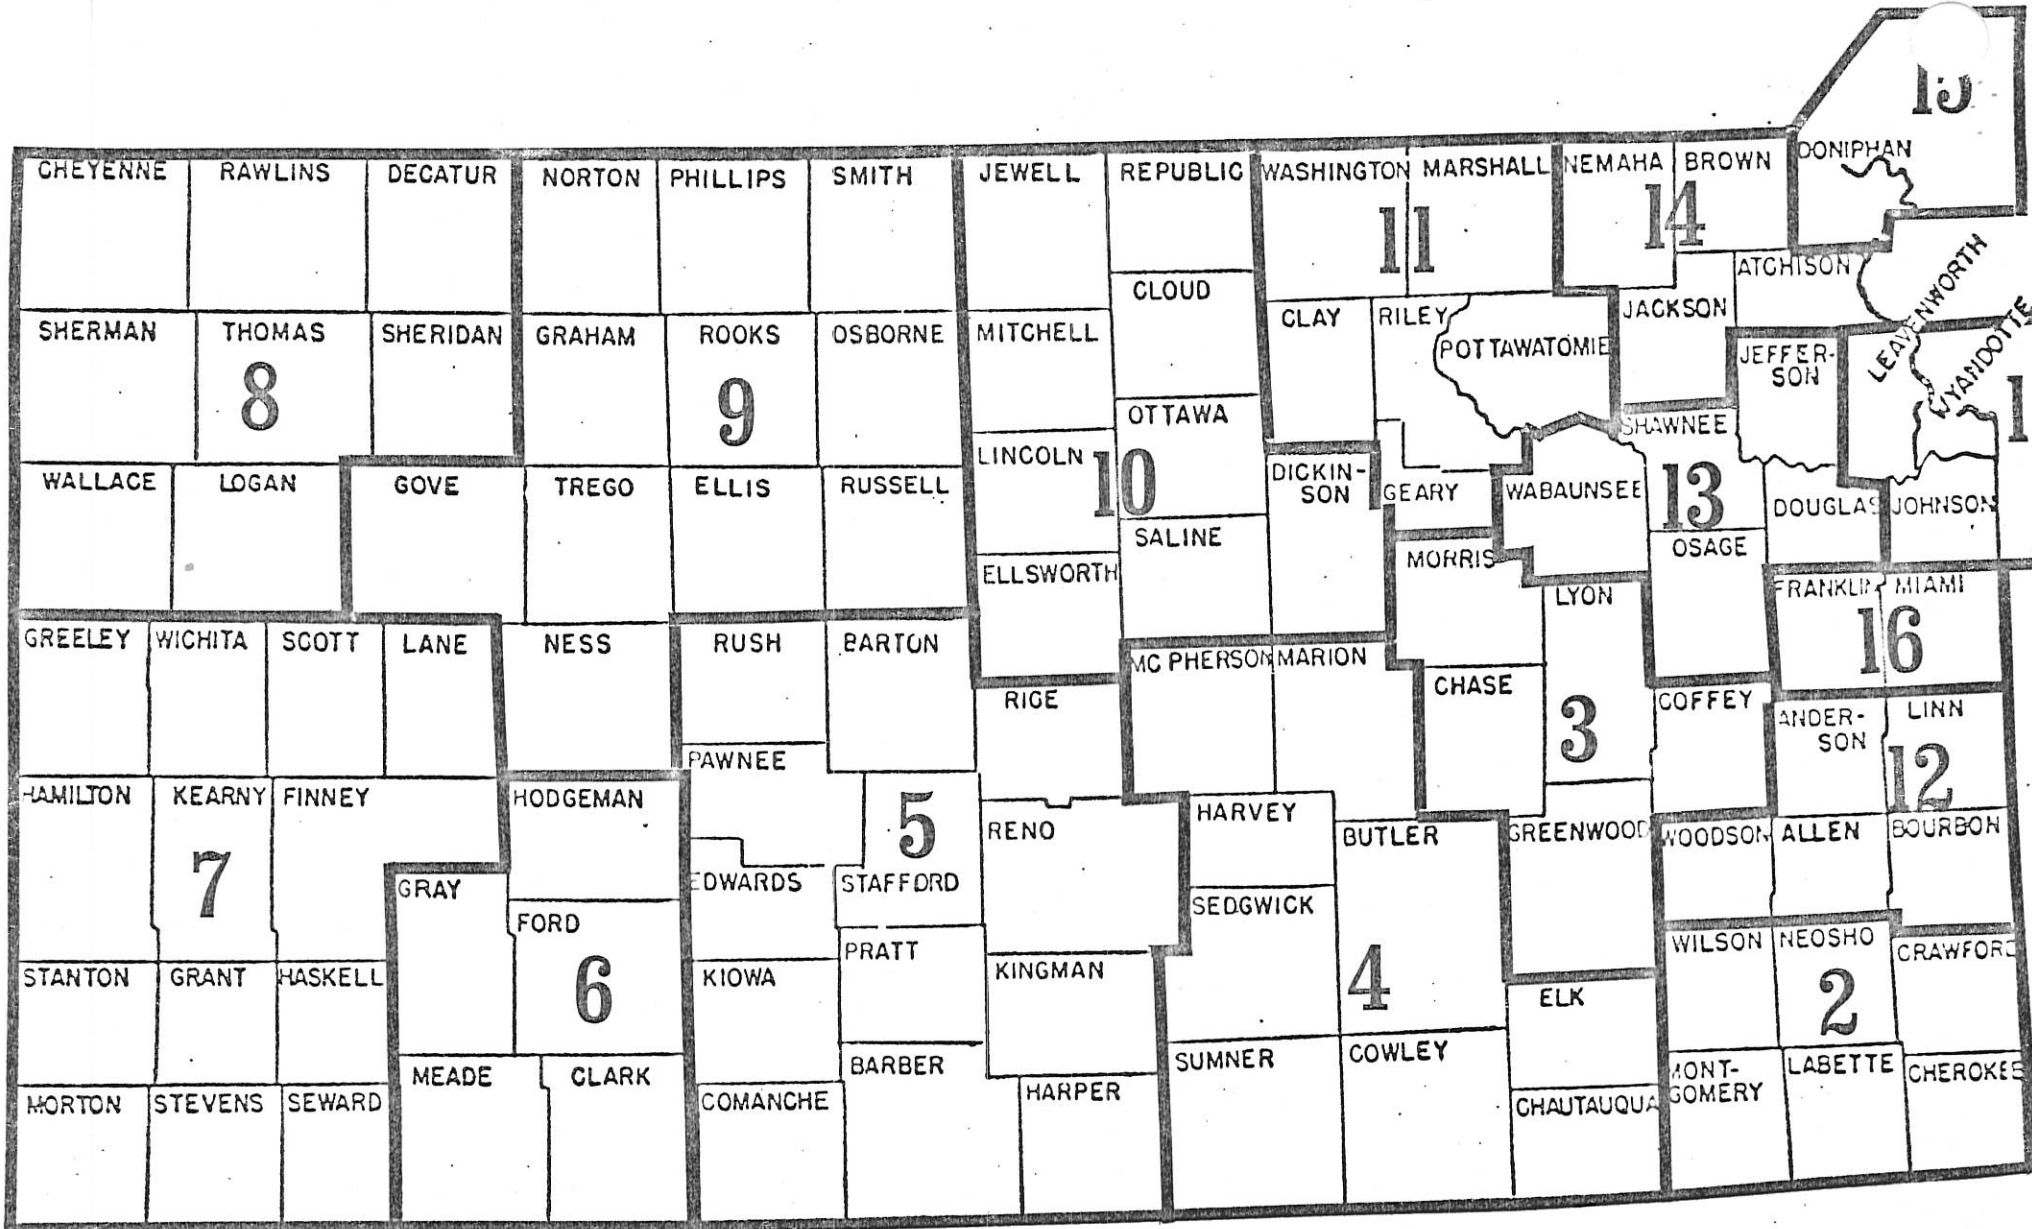 15
CHEYENNE RAWLINS DECATUR NORTON PHILLIPS SMITH JEWELL REPUBLIC WASHINGTON MARSHALL NEMAHA BROWN DONIPHAN
11 14
CLOUD ATCHISON LEAVENWORTH
SHERMAN THOMAS SHERIDAN GRAHAM ROOKS OSBORNE MITCHELL CLAY RILEY POTTAWATOMIE JACKSON JEFFER-
SON WYANDOTTE
8 9 1
OTTAWA SHAWNEE
WALLACE LOGAN GOVE TREGO ELLIS RUSSELL LINCOLN 10 DICKIN-
SON GEARY WABAUNSEE 13 DOUGLAS JOHNSON
SALINE OSAGE
ELLSWORTH MORRIS LYON FRANKLIN MIAMI
16
GREELEY WICHITA SCOTT LANE NESS RUSH BARTON MC PHERSON MARION
RICE CHASE 3 COFFEY ANDER-
SON LINN
12
PAWNEE
HAMILTON KEARNY FINNEY HODGEMAN 5 RENO HARVEY BUTLER GREENWOOD WOODSON ALLEN BOURBON
7 GRAY EDWARDS STAFFORD SEDGWICK
FORD PRATT WILSON NEOSHO CRAWFORD
STANTON GRANT HASKELL 6 KIOWA KINGMAN 4 ELK 2
MEADE CLARK BARBER SUMNER COWLEY MONT-
GOMERY LABETTE CHEROKEE
MORTON STEVENS SEWARD COMANCHE HARPER CHAUTAUQUA